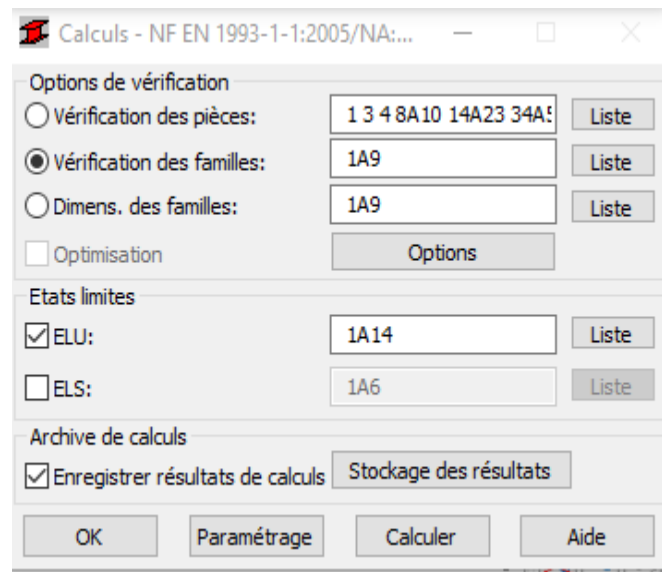 Calculs - NF EN 1993-1-1:2005/NA:...
Options de vérification
Vérification des pièces: 1 3 4 8A10 14A23 34A5 Liste
Vérification des familles: 1A9 Liste
Dimens. des familles: 1A9 Liste
Optimisation Options
Etats limites
ELU: 1A14 Liste
ELS: 1A6 Liste
Archive de calculs
Enregistrer résultats de calculs Stockage des résultats
OK Paramétrage Calculer Aide